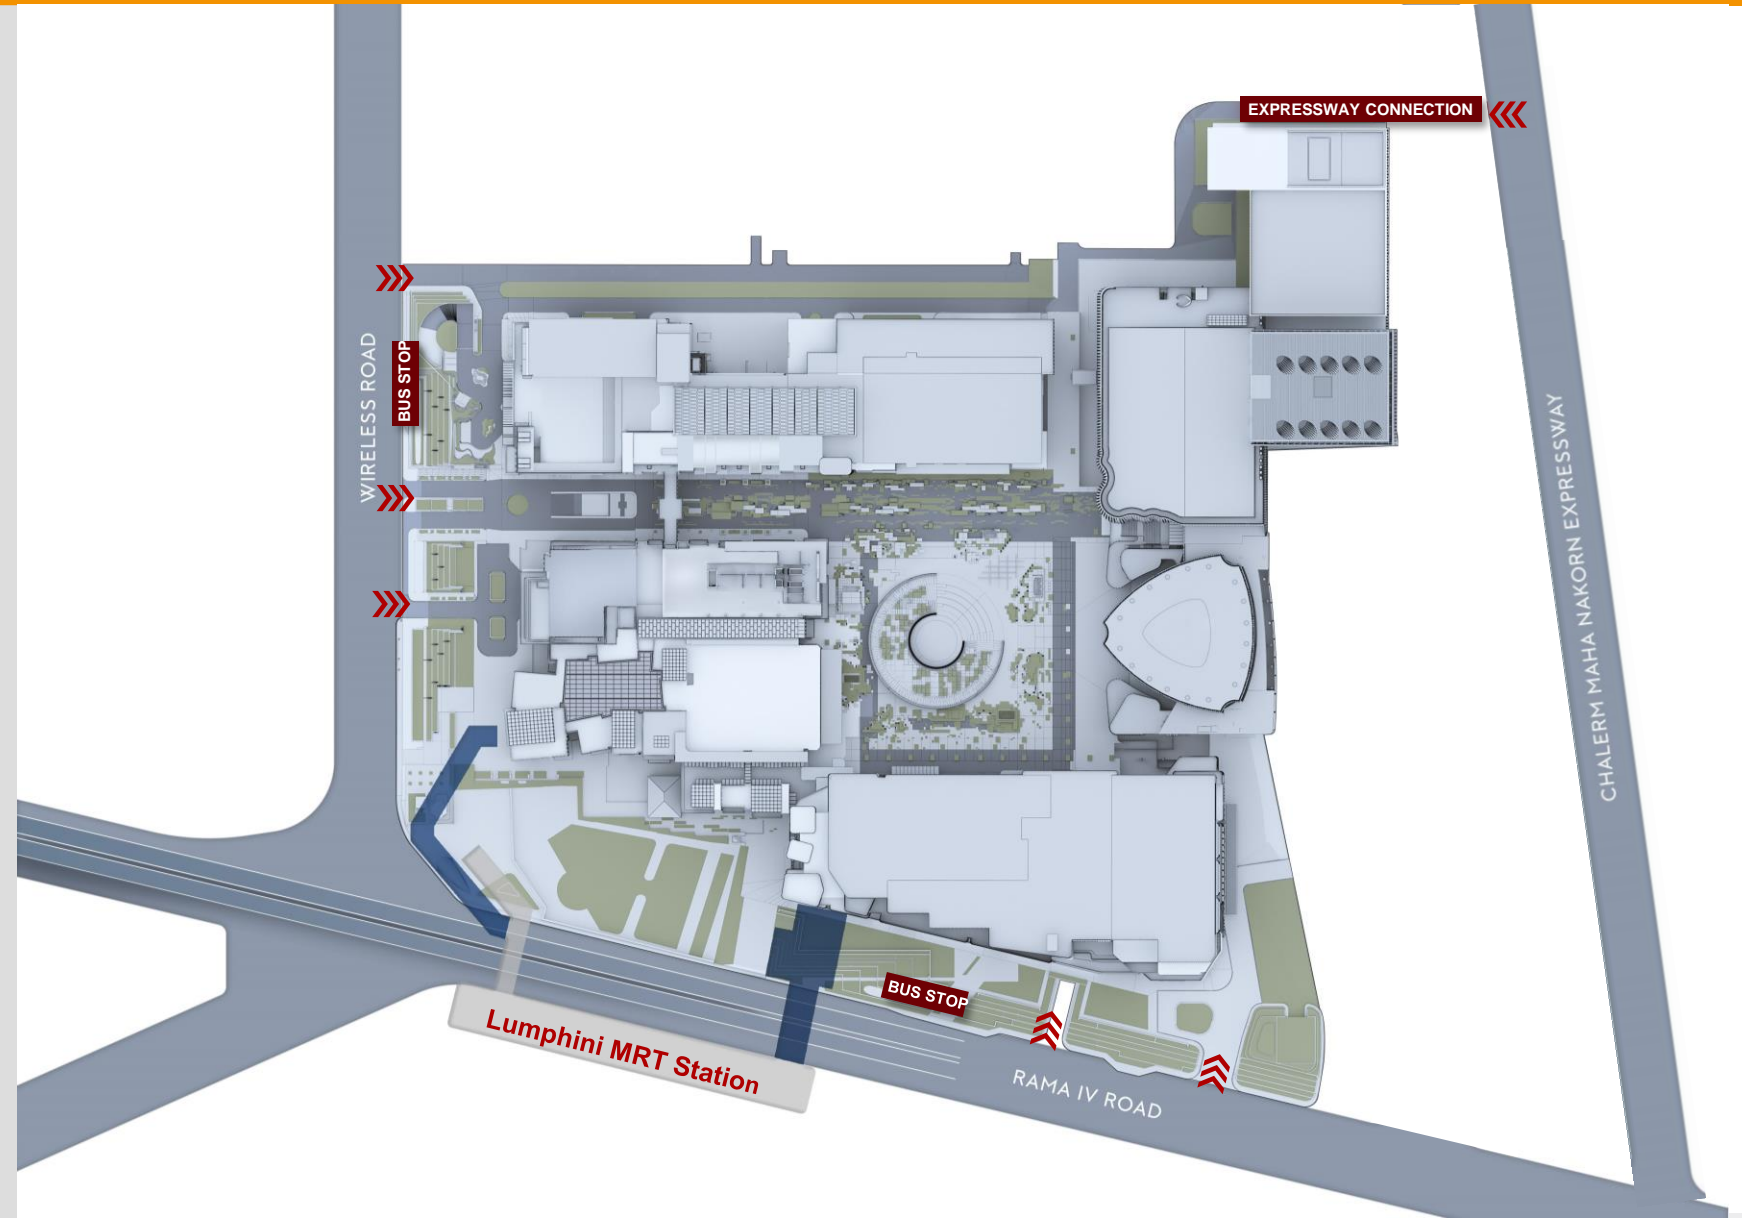 EXPRESSWAY CONNECTION
WIRELESS ROAD
BUS STOP
CHALERM MAHA NAKORN EXPRESSWAY
BUS STOP
Lumphini MRT Station
RAMA IV ROAD